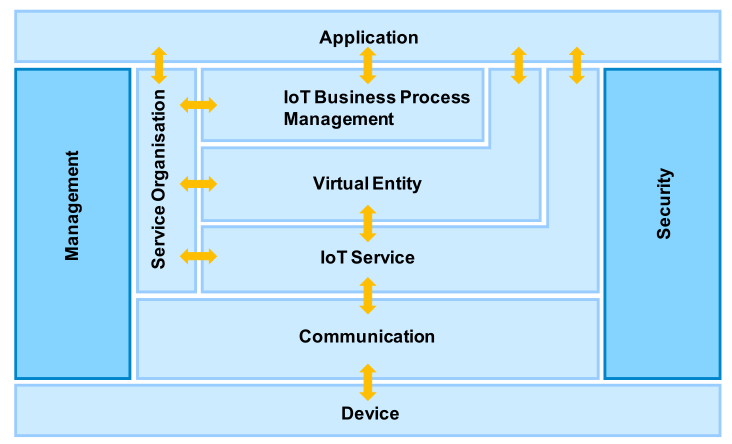 Application
Management
Service Organisation
IoT Business Process
Management
Virtual Entity
IoT Service
Communication
Security
Device